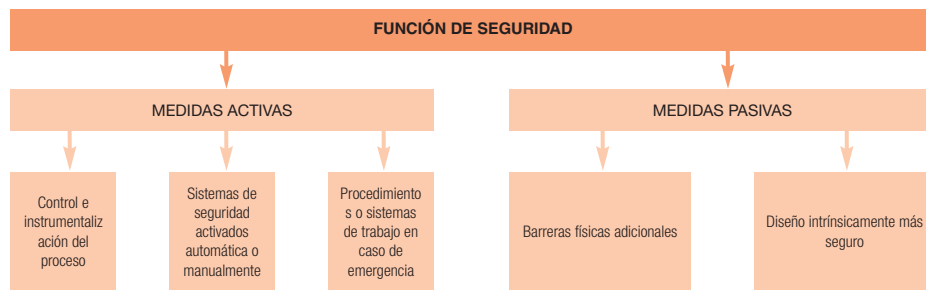 FUNCIÓN DE SEGURIDAD
MEDIDAS ACTIVAS
MEDIDAS PASIVAS
Control e
instrumentaliz
ación del
proceso
Sistemas de
seguridad
activados
automática o
manualmente
Procedimiento
s o sistemas
de trabajo en
caso de
emergencia
Barreras físicas adicionales
Diseño intrínsicamente más
seguro